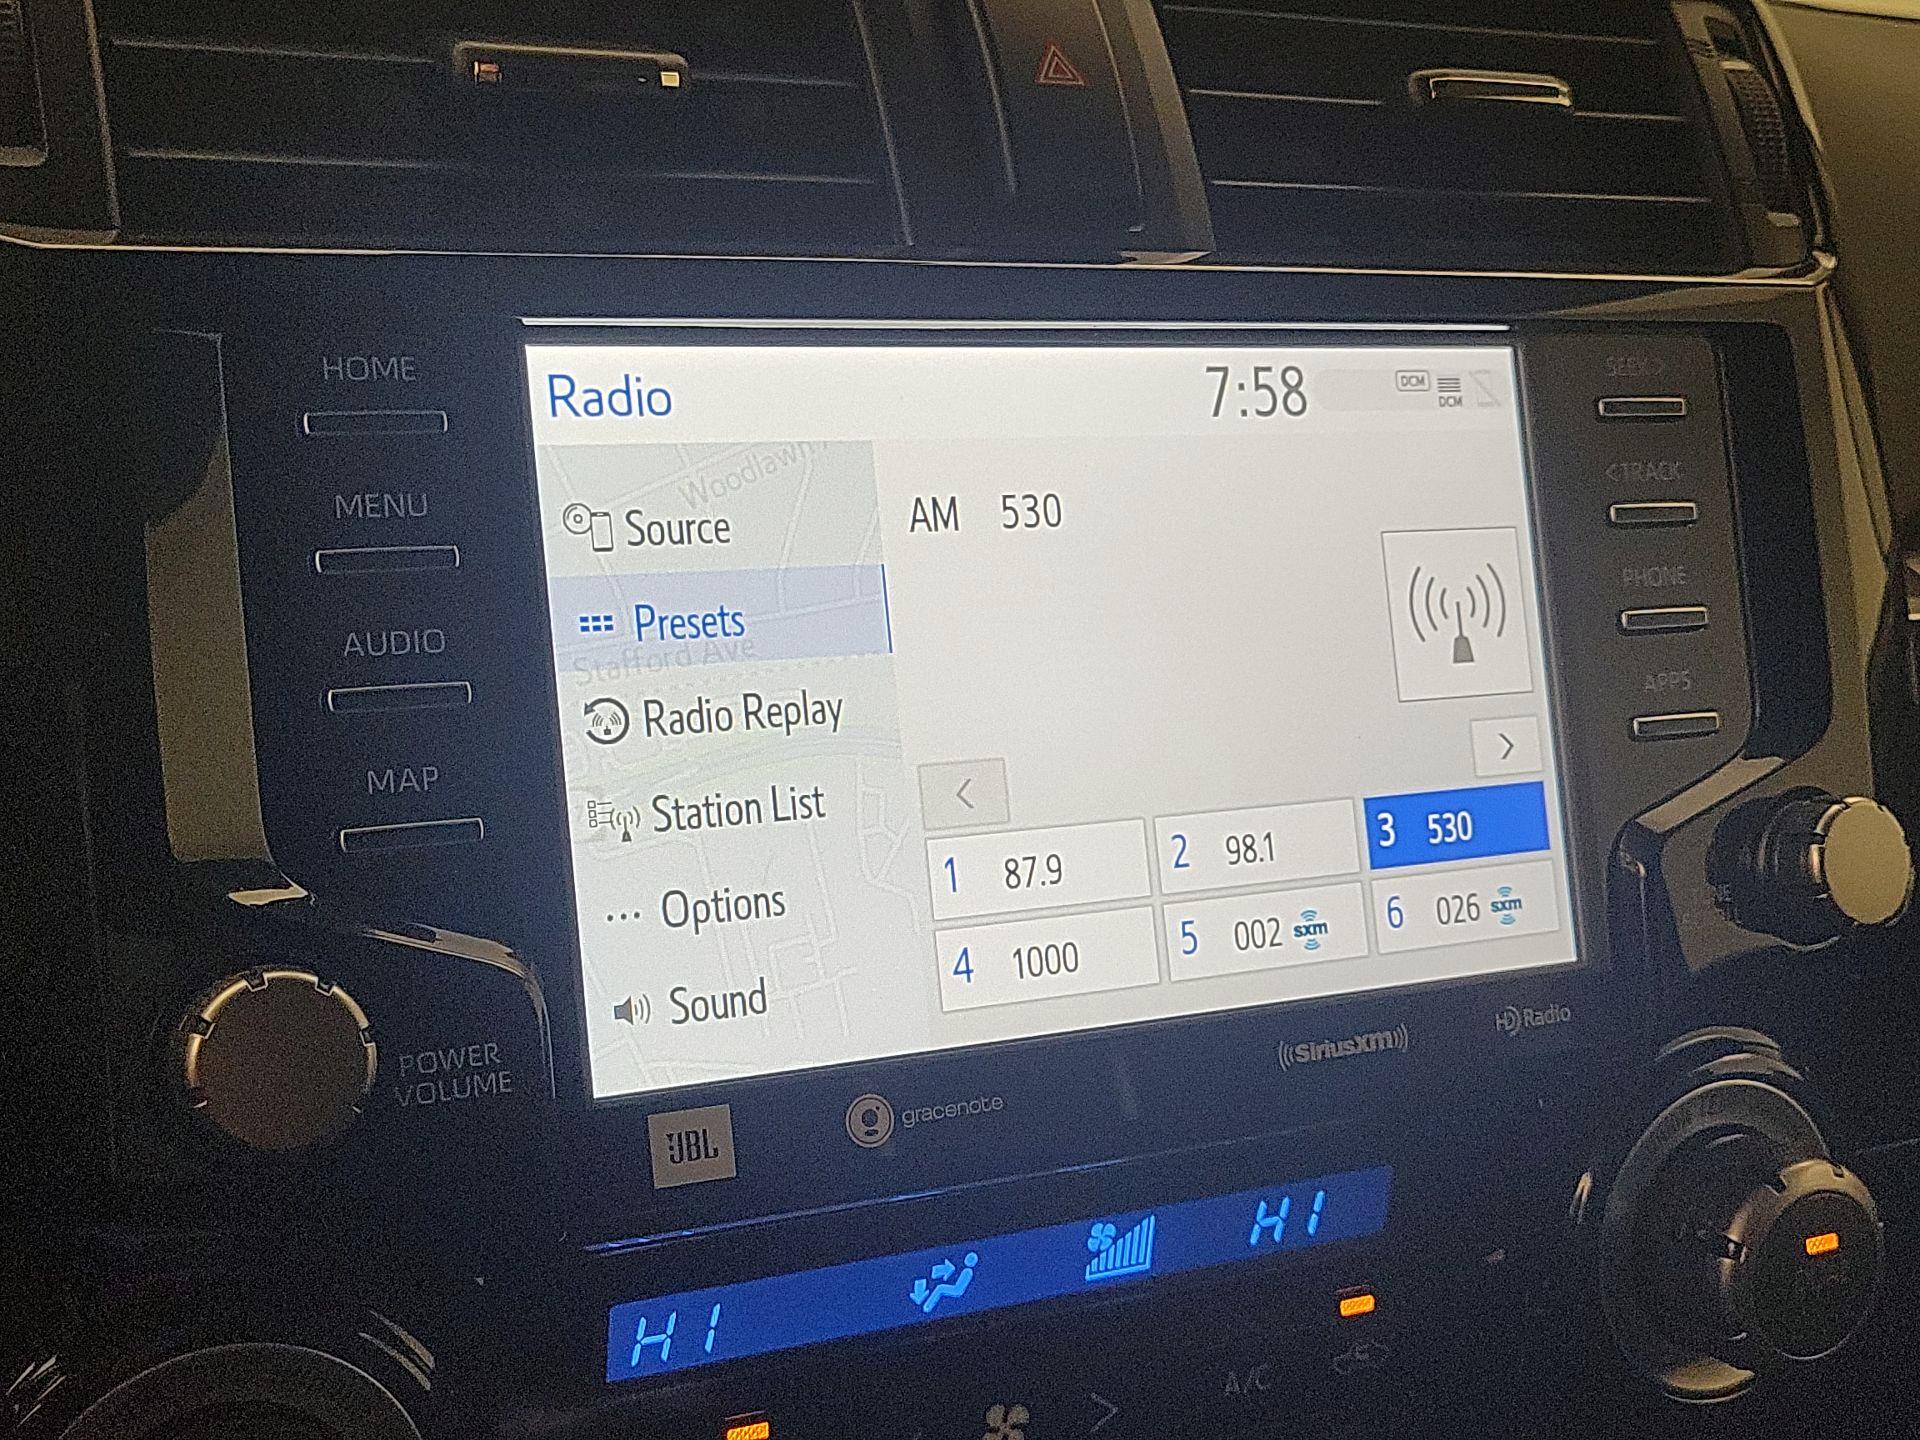 HOME
MENU
AUDIO
MAP
POWER
VOLUME
Radio
7:58
DCM
DCM
Woodlawn
Source
Presets
Stafford Ave
Radio Replay
Station List
Options
Sound
AM 530
<
>
1 87.9
2 98.1
3 530
4 1000
5 002 sxm
6 026 sxm
SEEK>
<TRACK
PHONE
APPS
JBL
gracenote
((SiriusXM))
HD Radio
HI
HI
A/C